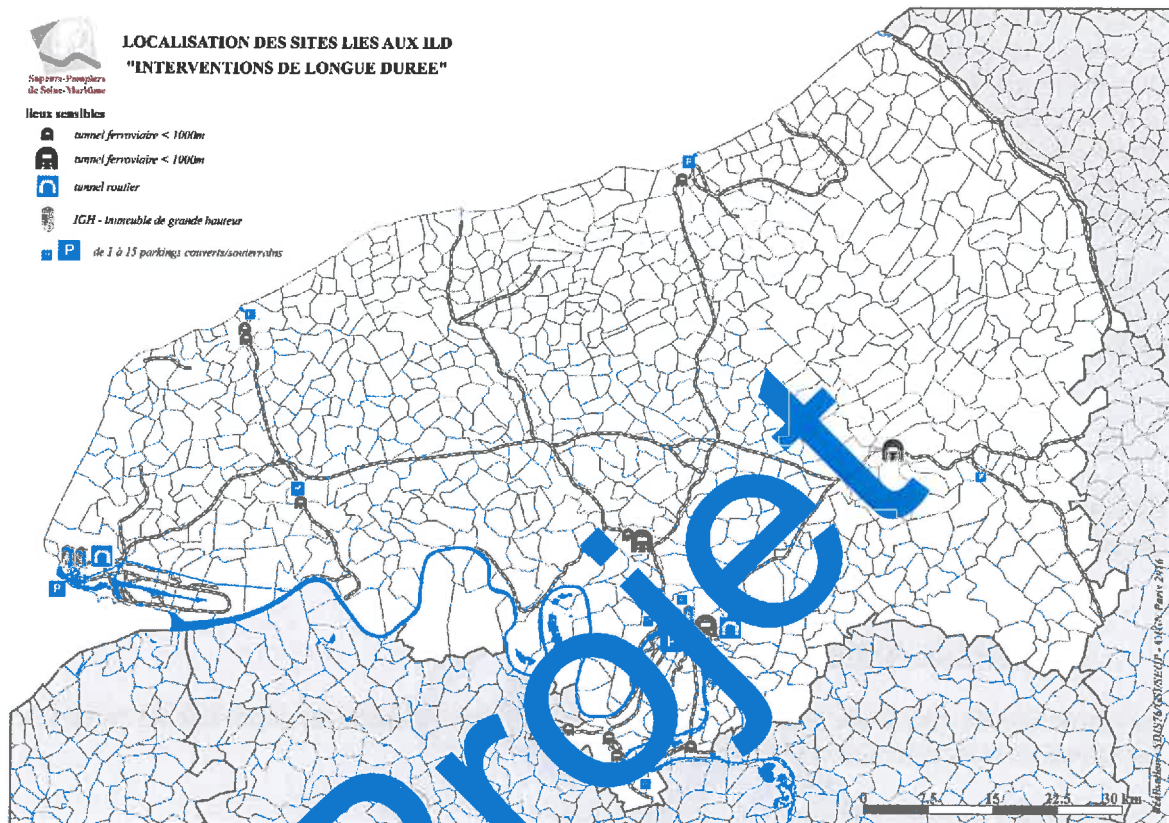 LOCALISATION DES SITES LIES AUX ILD
"INTERVENTIONS DE LONGUE DUREE"
Sapeurs-Pompiers
de Seine-Maritime
lieux sensibles
tunnel ferroviaire < 1000m
tunnel ferroviaire < 1000m
tunnel routier
IGH - immeuble de grande hauteur
P
de 1 à 15 parkings couverts/souterrains
P
P
Projet
0 7.5 15 22.5 30 km